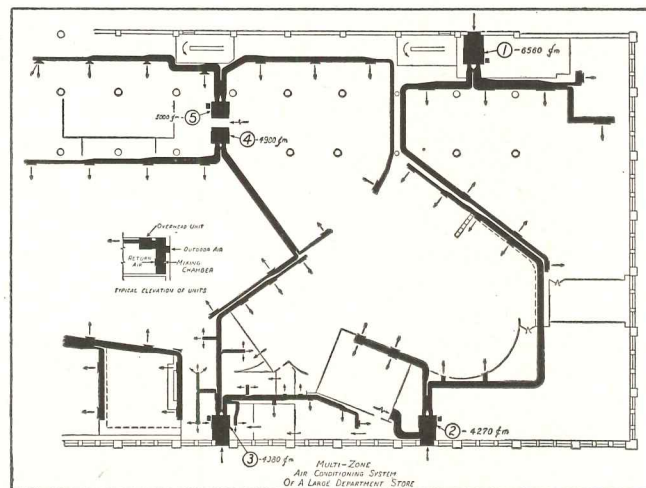 ① - 6560 cfm
5000 cfm - ⑤
④ - 4900 cfm
OVERHEAD UNIT
OUTDOOR AIR
RETURN
AIR
MIXING
CHAMBER
TYPICAL ELEVATION OF UNITS
② - 4270 cfm
③ - 4380 cfm
MULTI-ZONE
AIR CONDITIONING SYSTEM
OF A LARGE DEPARTMENT STORE